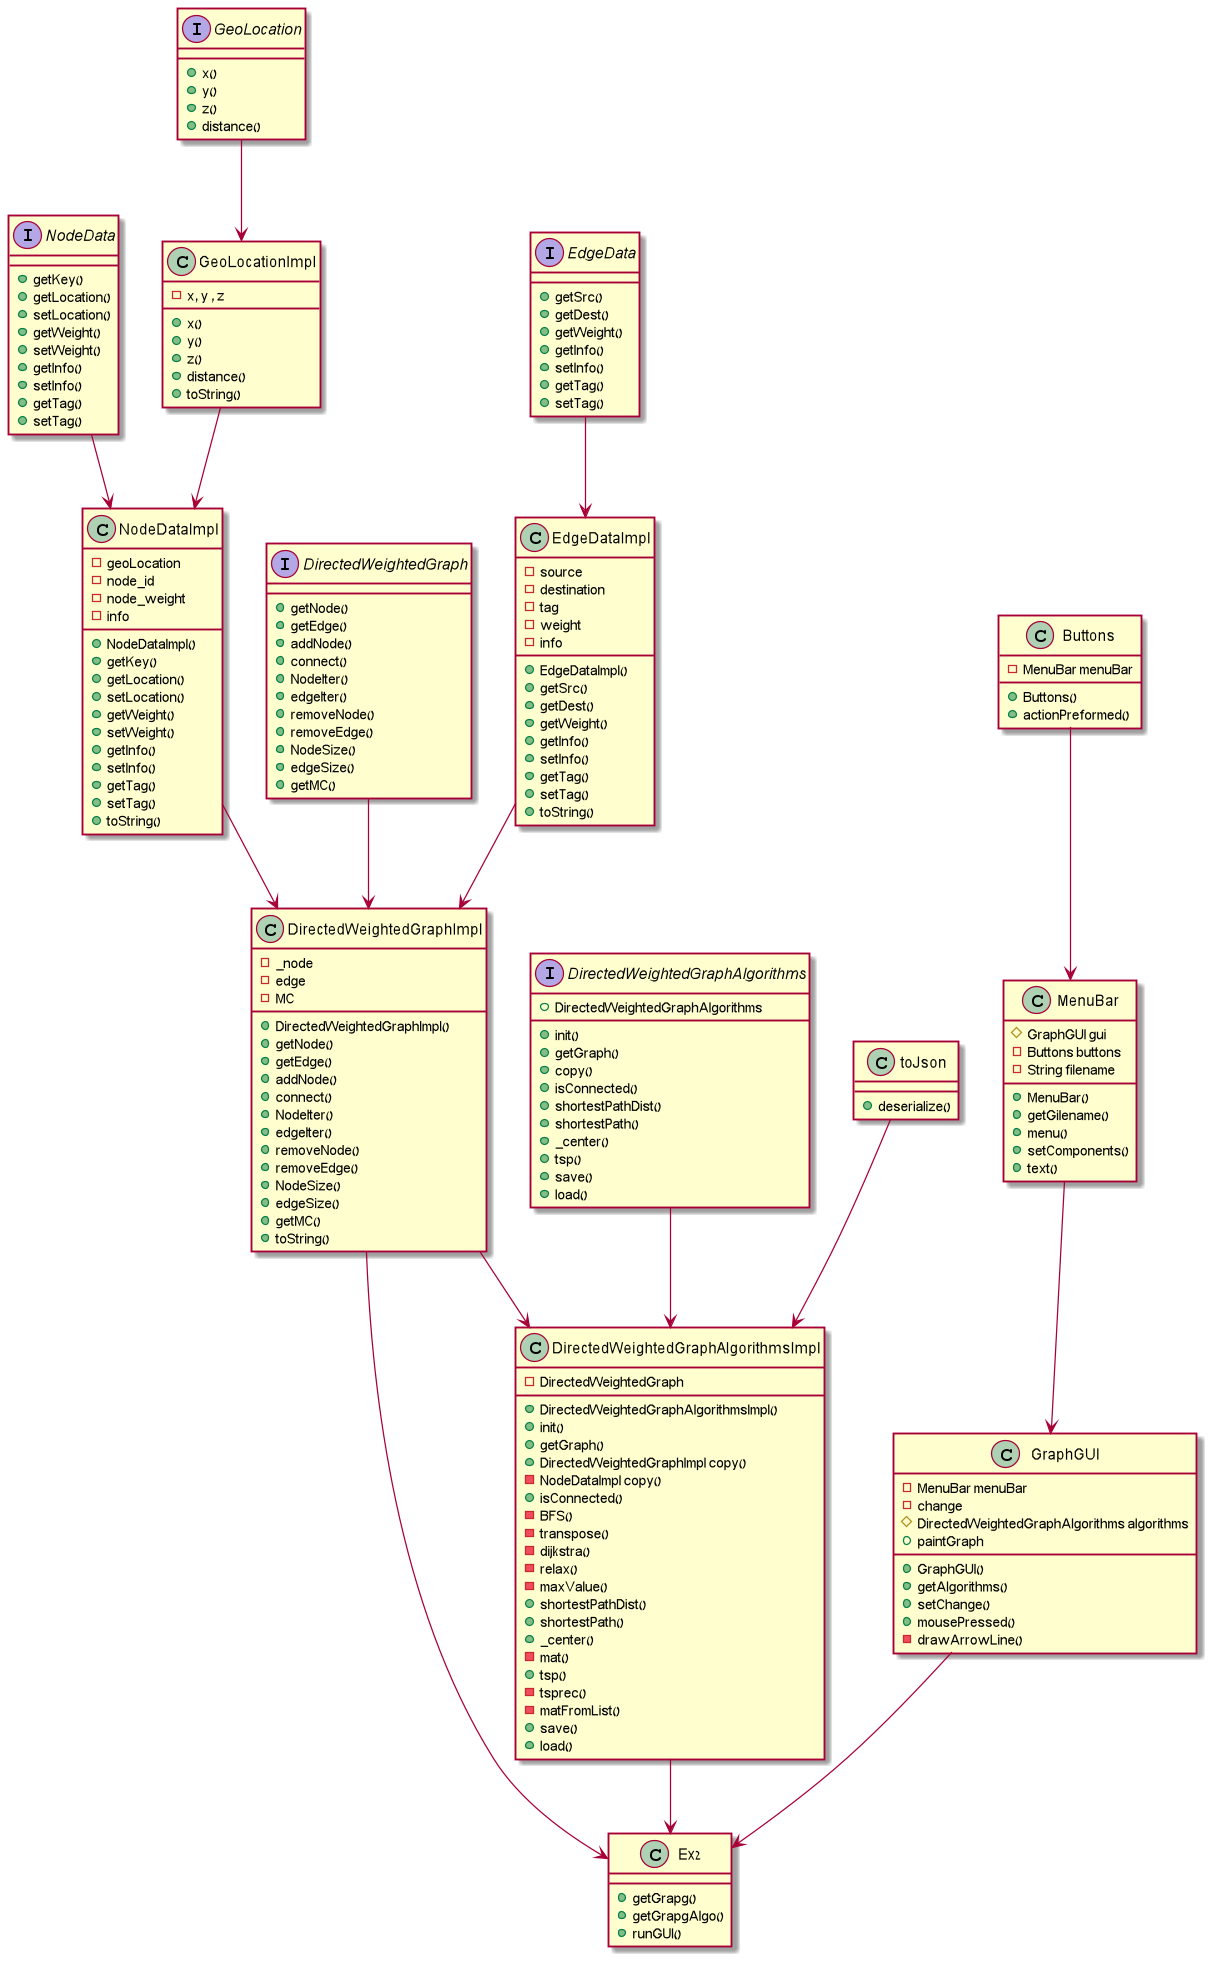 I GeoLocation
x()
y()
z()
distance()
I NodeData
getKey()
getLocation()
setLocation()
getWeight()
setWeight()
getInfo()
setInfo()
getTag()
setTag()
C GeoLocationImpl
x, y , z
x()
y()
z()
distance()
toString()
I EdgeData
getSrc()
getDest()
getWeight()
getInfo()
setInfo()
getTag()
setTag()
C NodeDataImpl
geoLocation
node_id
node_weight
info
NodeDataImpl()
getKey()
getLocation()
setLocation()
getWeight()
setWeight()
getInfo()
setInfo()
getTag()
setTag()
toString()
I DirectedWeightedGraph
getNode()
getEdge()
addNode()
connect()
NodeIter()
edgeIter()
removeNode()
removeEdge()
NodeSize()
edgeSize()
getMC()
C EdgeDataImpl
source
destination
tag
weight
info
EdgeDataImpl()
getSrc()
getDest()
getWeight()
getInfo()
setInfo()
getTag()
setTag()
toString()
C Buttons
MenuBar menuBar
Buttons()
actionPreformed()
C DirectedWeightedGraphImpl
_node
edge
MC
DirectedWeightedGraphImpl()
getNode()
getEdge()
addNode()
connect()
NodeIter()
edgeIter()
removeNode()
removeEdge()
NodeSize()
edgeSize()
getMC()
toString()
I DirectedWeightedGraphAlgorithms
DirectedWeightedGraphAlgorithms
init()
getGraph()
copy()
isConnected()
shortestPathDist()
shortestPath()
_center()
tsp()
save()
load()
C toJson
deserialize()
C MenuBar
GraphGUI gui
Buttons buttons
String filename
MenuBar()
getGilename()
menu()
setComponents()
text()
C DirectedWeightedGraphAlgorithmsImpl
DirectedWeightedGraph
DirectedWeightedGraphAlgorithmsImpl()
init()
getGraph()
DirectedWeightedGraphImpl copy()
NodeDataImpl copy()
isConnected()
BFS()
transpose()
dijkstra()
relax()
maxValue()
shortestPathDist()
shortestPath()
_center()
mat()
tsp()
tsprec()
matFromList()
save()
load()
C GraphGUI
MenuBar menuBar
change
DirectedWeightedGraphAlgorithms algorithms
paintGraph
GraphGUI()
getAlgorithms()
setChange()
mousePressed()
drawArrowLine()
C Ex2
getGrapg()
getGrapgAlgo()
runGUI()